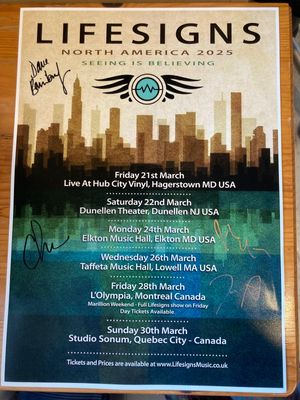 LIFESIGNS
NORTH AMERICA 2025
SEEING IS BELIEVING
Friday 21st March
Live At Hub City Vinyl, Hagerstown MD USA
Saturday 22nd March
Dunellen Theater, Dunellen NJ USA
Monday 24th March
Elkton Music Hall, Elkton MD USA
Wednesday 26th March
Taffeta Music Hall, Lowell MA USA
Friday 28th March
L'Olympia, Montreal Canada
Marillion Weekend - Full Lifesigns show on Friday
Day Tickets Available
Sunday 30th March
Studio Sonum, Quebec City - Canada
Tickets and Prices are available at www.LifesignsMusic.co.uk